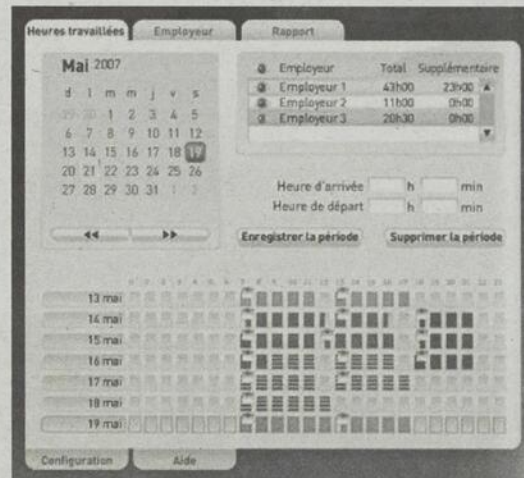 Heures travaillées Employeur Rapport
Mai 2007
d l m m j v s
29 30 1 2 3 4 5
6 7 8 9 10 11 12
13 14 15 16 17 18 19
20 21 22 23 24 25 26
27 28 29 30 31 1 2
Employeur Total Supplémentaire
Employeur 1 43h00 23h00
Employeur 2 11h00 0h00
Employeur 3 20h30 0h00
Heure d'arrivée h min
Heure de départ h min
Enregistrer la période Supprimer la période
13 mai
14 mai
15 mai
16 mai
17 mai
18 mai
19 mai
Configuration Aide